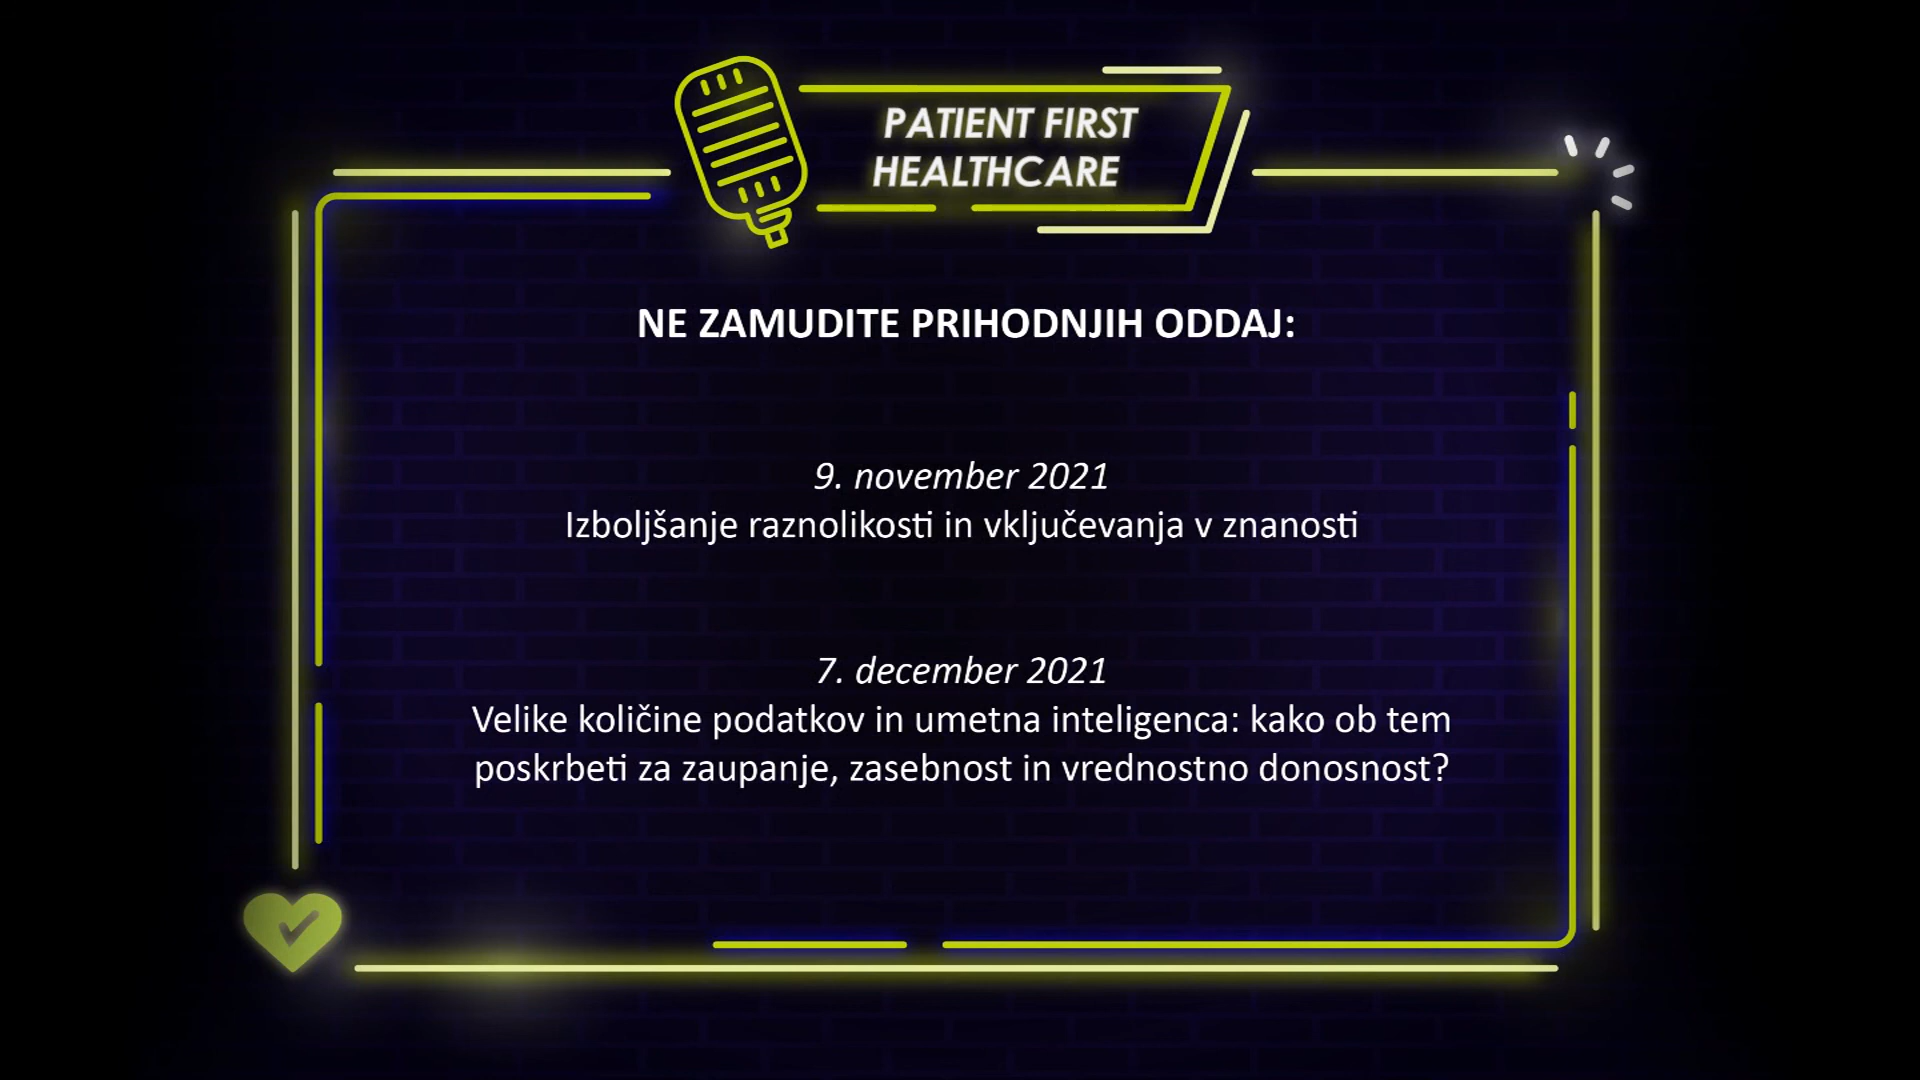 PATIENT FIRST
HEALTHCARE
NE ZAMUDITE PRIHODNJIH ODDAJ:
9. november 2021
Izboljšanje raznolikosti in vključevanja v znanosti
7. december 2021
Velike količine podatkov in umetna inteligenca: kako ob tem
poskrbeti za zaupanje, zasebnost in vrednostno donosnost?